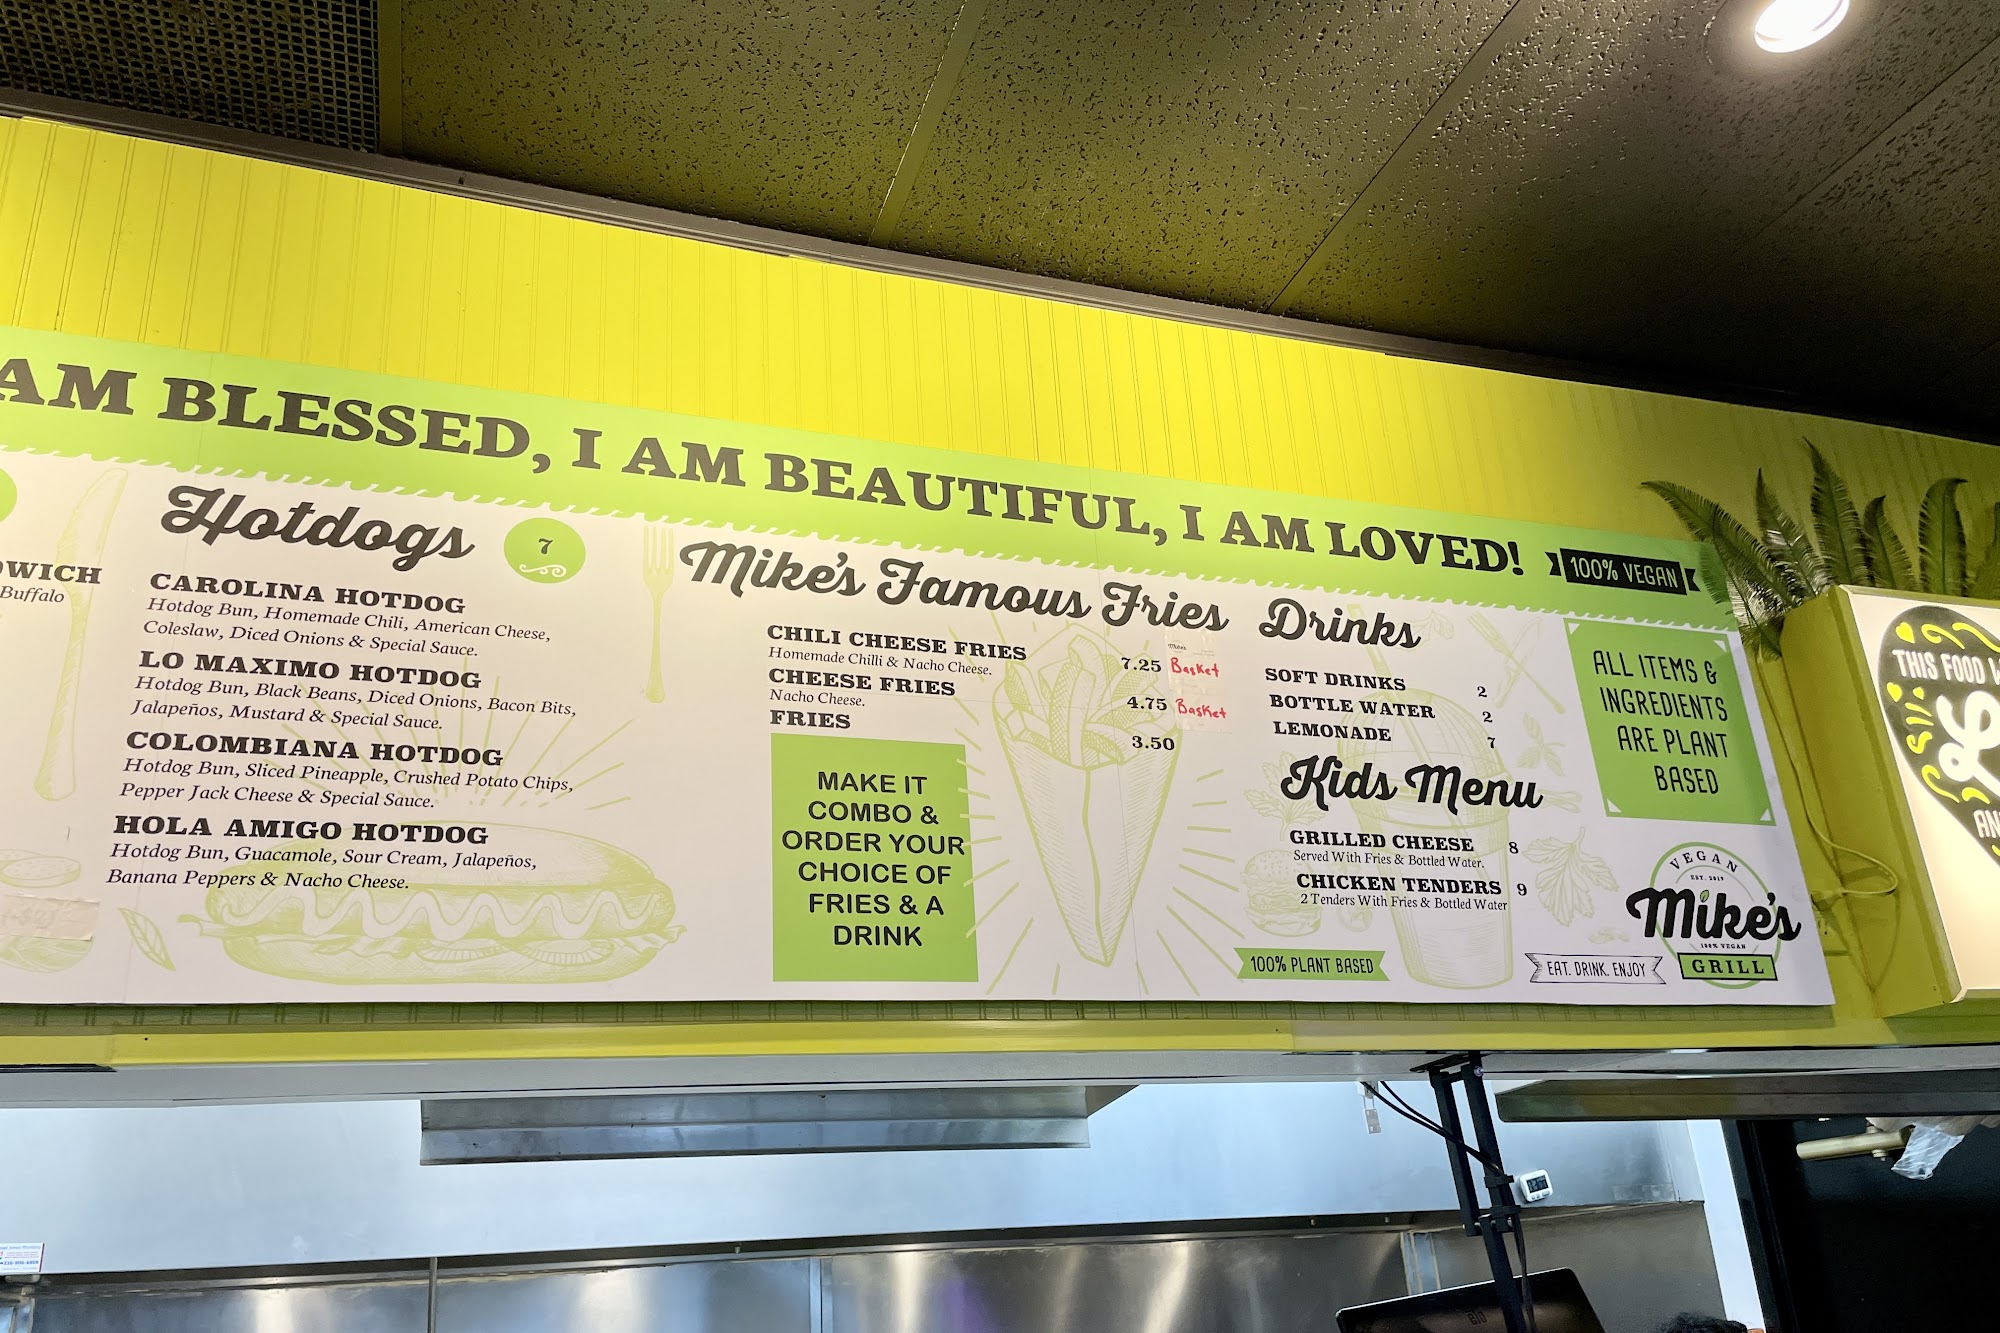 AM BLESSED, I AM BEAUTIFUL, I AM LOVED!
100% VEGAN
WICH
Buffalo
Hotdogs 7
CAROLINA HOTDOG
Hotdog Bun, Homemade Chili, American Cheese,
Coleslaw, Diced Onions & Special Sauce.
LO MAXIMO HOTDOG
Hotdog Bun, Black Beans, Diced Onions, Bacon Bits,
Jalapeños, Mustard & Special Sauce.
COLOMBIANA HOTDOG
Hotdog Bun, Sliced Pineapple, Crushed Potato Chips,
Pepper Jack Cheese & Special Sauce.
HOLA AMIGO HOTDOG
Hotdog Bun, Guacamole, Sour Cream, Jalapeños,
Banana Peppers & Nacho Cheese.
Mike's Famous Fries
CHILI CHEESE FRIES
Homemade Chilli & Nacho Cheese.
7.25 Basket
CHEESE FRIES
Nacho Cheese.
4.75 Basket
FRIES
3.50
MAKE IT
COMBO &
ORDER YOUR
CHOICE OF
FRIES & A
DRINK
Drinks
SOFT DRINKS 2
BOTTLE WATER 2
LEMONADE 7
Kids Menu
GRILLED CHEESE 8
Served With Fries & Bottled Water.
CHICKEN TENDERS 9
2 Tenders With Fries & Bottled Water
100% PLANT BASED
ALL ITEMS &
INGREDIENTS
ARE PLANT
BASED
VEGAN
EST. 2019
Mike's
100% VEGAN
GRILL
EAT. DRINK. ENJOY
THIS FOOD
AN